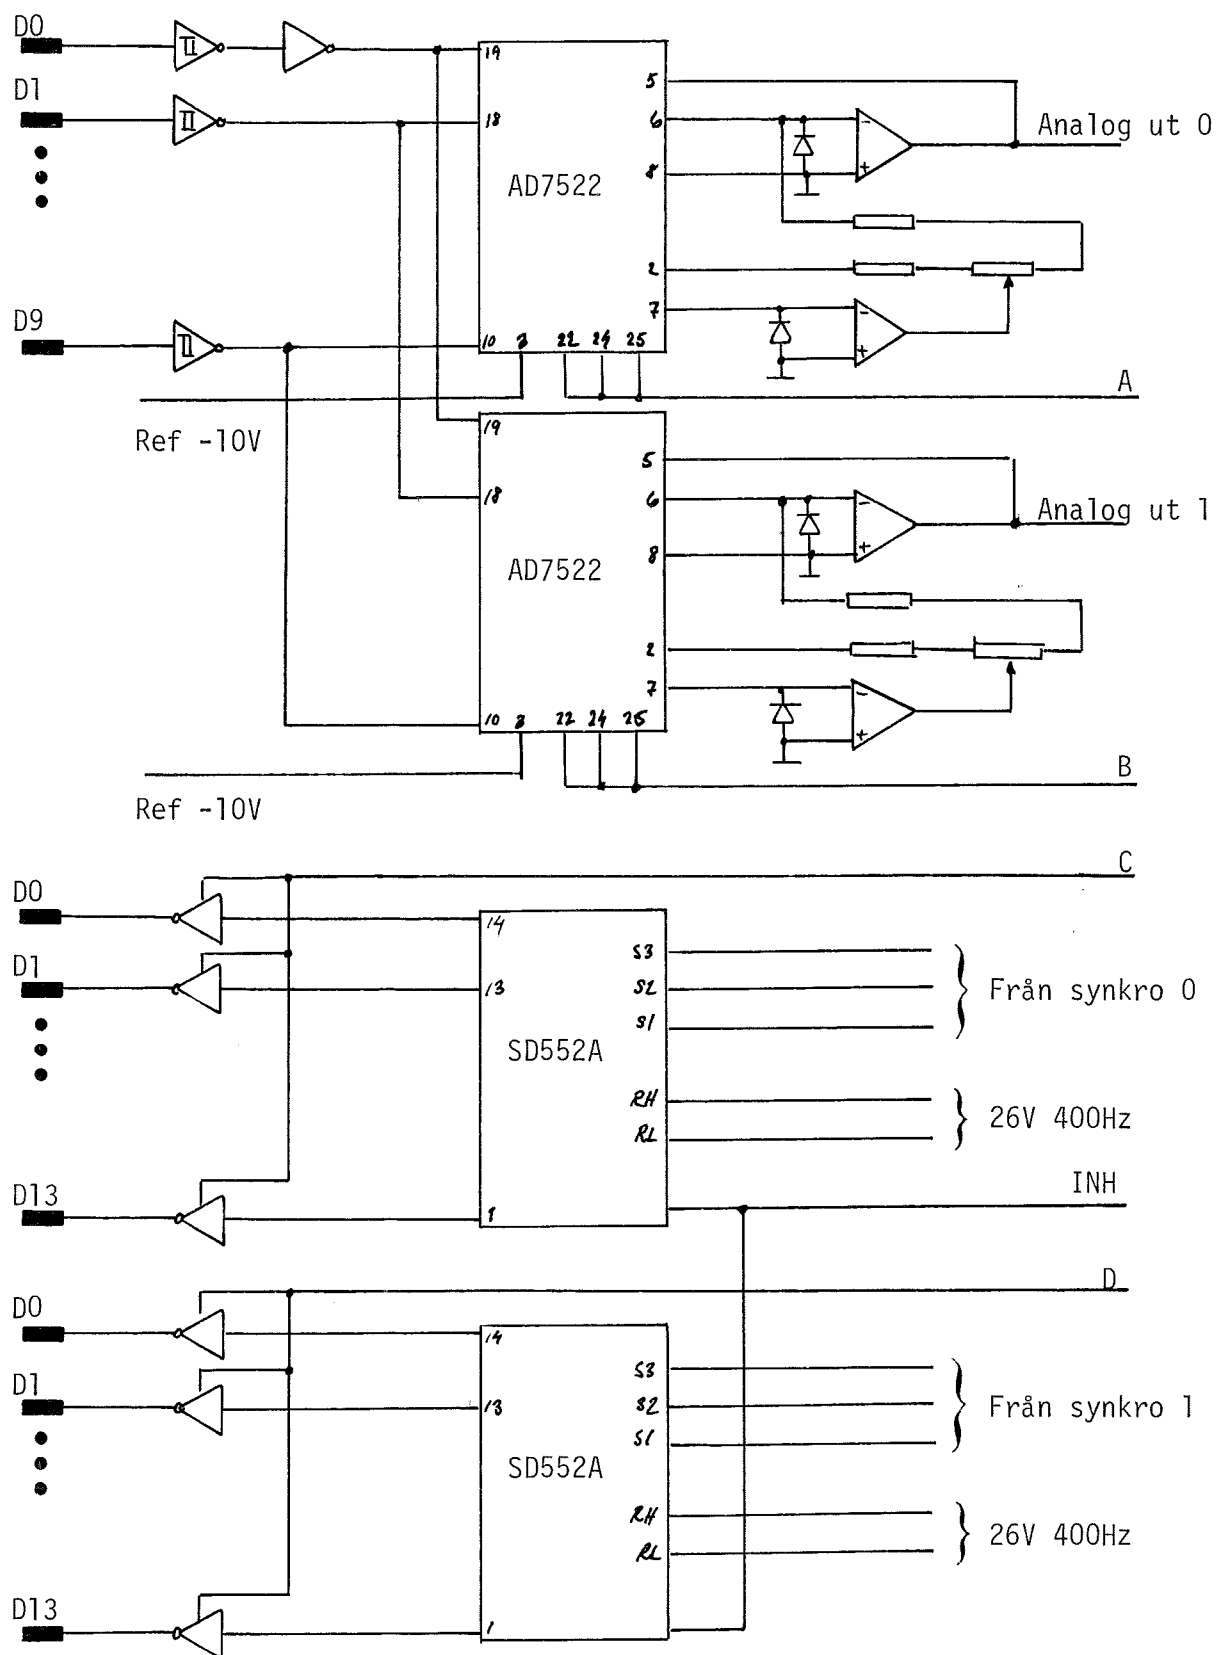 D0
19
5
D1
18
6
Analog ut 0
8
AD7522
2
7
D9
10 3 22 24 25
A
Ref -10V
19
5
18
6
Analog ut 1
8
AD7522
2
7
10 3 22 24 25
B
Ref -10V
C
D0
14
S3
D1
13
S2
Från synkro 0
S1
SD552A
RH
26V 400Hz
RL
D13
1
INH
D
D0
14
S3
D1
13
S2
Från synkro 1
S1
SD552A
RH
26V 400Hz
RL
D13
1